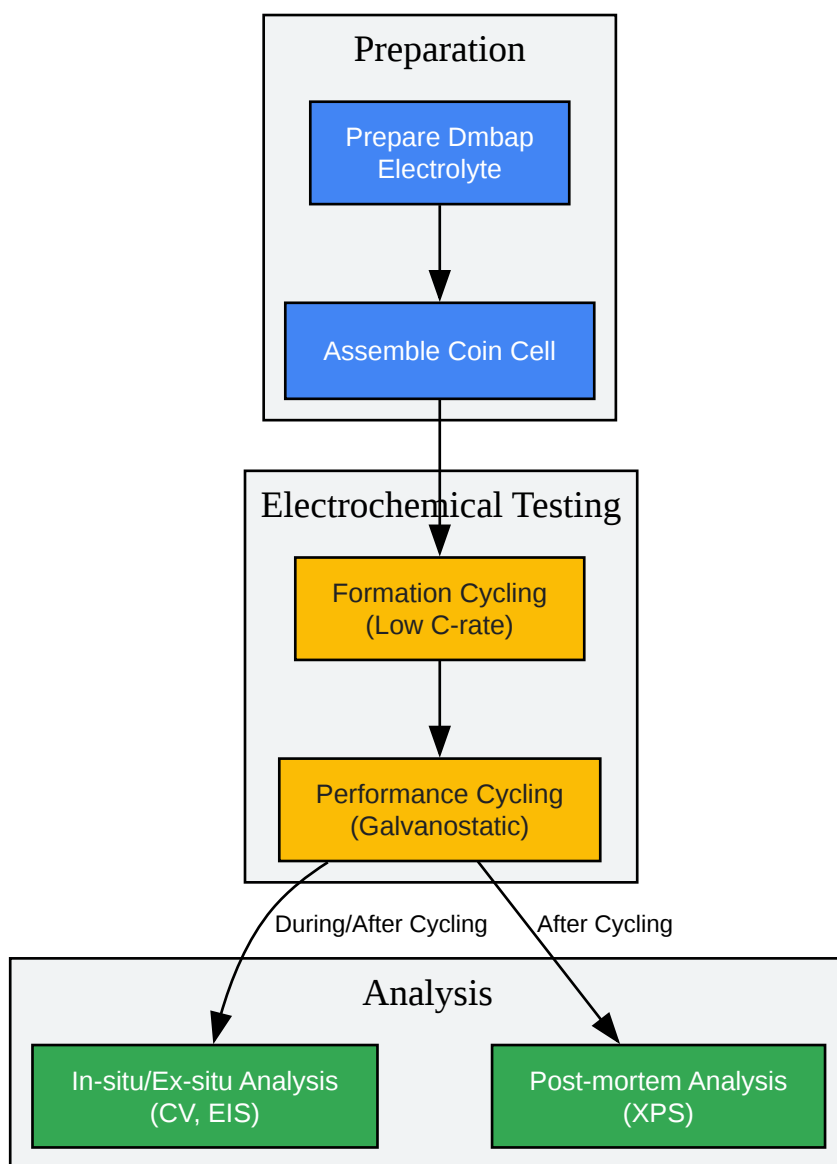 Preparation
Prepare Dmbap
Electrolyte
Assemble Coin Cell
Electrochemical Testing
Formation Cycling
(Low C-rate)
Performance Cycling
(Galvanostatic)
During/After Cycling
After Cycling
Analysis
In-situ/Ex-situ Analysis
(CV, EIS)
Post-mortem Analysis
(XPS)